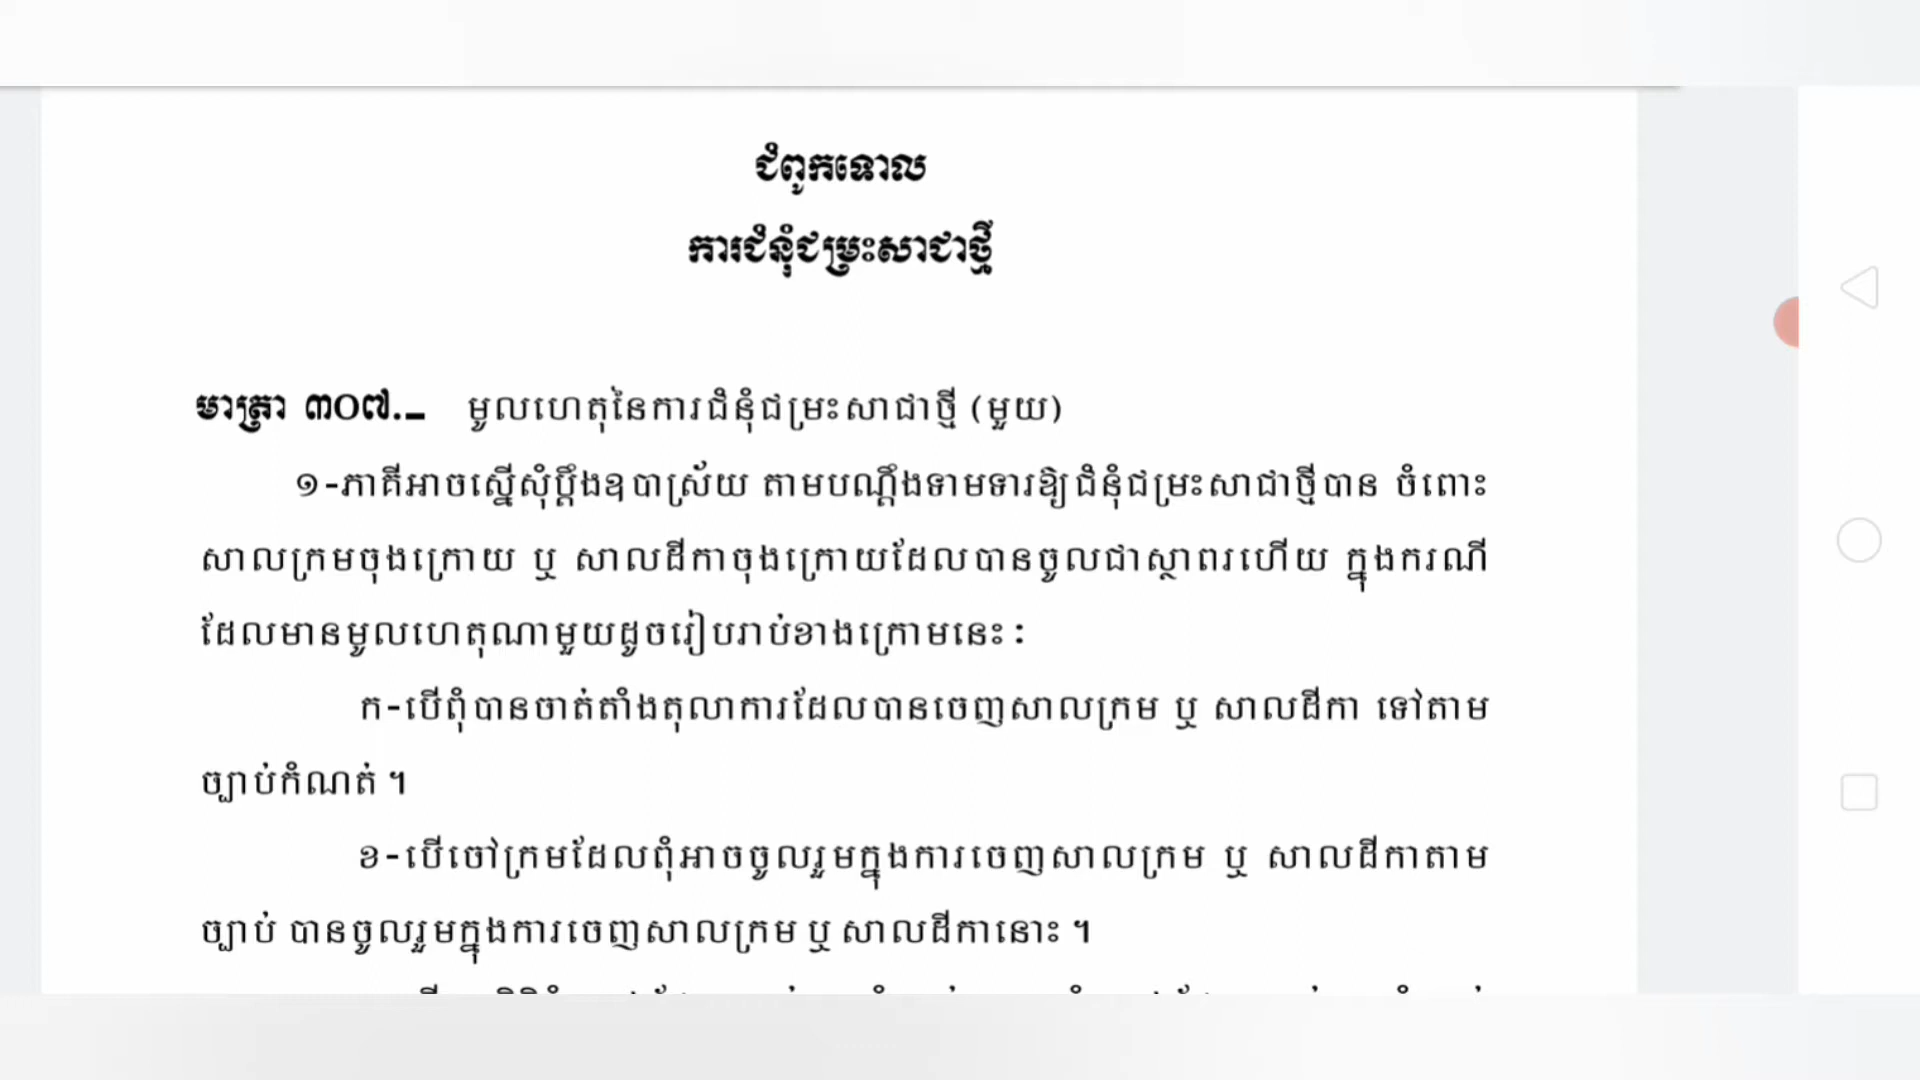 ជំពូកទោល
ការជំនុំជម្រះសាជាថ្មី
មាត្រា ៣០៧._ មូលហេតុនៃការជំនុំជម្រះសាជាថ្មី (មួយ)
១-ភាគីអាចស្នើសុំប្តឹងឧបាស្រ័យ តាមបណ្តឹងទាមទារឱ្យជំនុំជម្រះសាជាថ្មីបាន ចំពោះ
សាលក្រមចុងក្រោយ ឬ សាលដីកាចុងក្រោយដែលបានចូលជាស្ថាពរហើយ ក្នុងករណី
ដែលមានមូលហេតុណាមួយដូចរៀបរាប់ខាងក្រោមនេះ ៖
ក-បើពុំបានចាត់តាំងតុលាការដែលបានចេញសាលក្រម ឬ សាលដីកា ទៅតាម
ច្បាប់កំណត់ ។
ខ-បើចៅក្រមដែលពុំអាចចូលរួមក្នុងការចេញសាលក្រម ឬ សាលដីកាតាម
ច្បាប់ បានចូលរួមក្នុងការចេញសាលក្រម ឬ សាលដីកានោះ ។